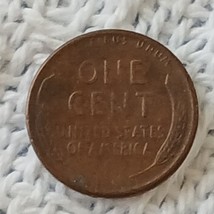 PLURIBUS UNUM
ONE
CENT
UNITED STATES
OF AMERICA